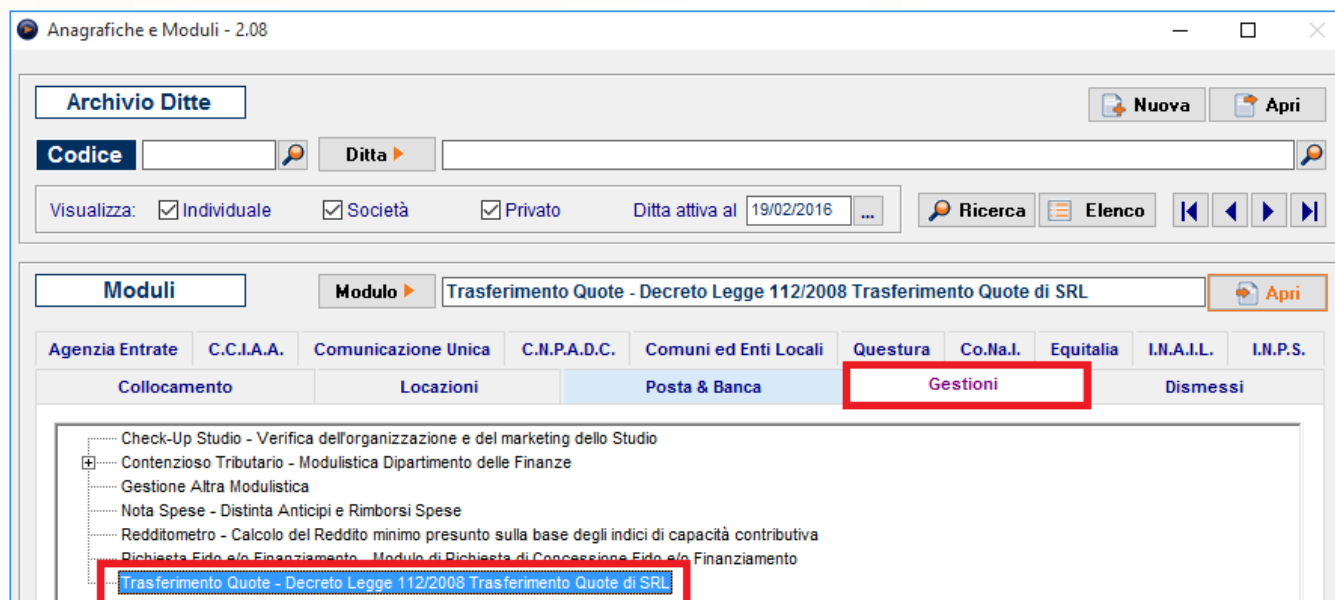 Anagrafiche e Moduli - 2.08
Archivio Ditte
Nuova Apri
Codice Ditta
Visualizza: Individuale Società Privato Ditta attiva al 19/02/2016 ... Ricerca Elenco
Moduli Modulo Trasferimento Quote - Decreto Legge 112/2008 Trasferimento Quote di SRL Apri
Agenzia Entrate C.C.I.A.A. Comunicazione Unica C.N.P.A.D.C. Comuni ed Enti Locali Questura Co.Na.I. Equitalia I.N.A.I.L. I.N.P.S.
Collocamento Locazioni Posta & Banca Gestioni Dismessi
Check-Up Studio - Verifica dell'organizzazione e del marketing dello Studio
Contenzioso Tributario - Modulistica Dipartimento delle Finanze
Gestione Altra Modulistica
Nota Spese - Distinta Anticipi e Rimborsi Spese
Redditometro - Calcolo del Reddito minimo presunto sulla base degli indici di capacità contributiva
Richiesta Fido e/o Finanziamento - Modulo di Richiesta di Concessione Fido e/o Finanziamento
Trasferimento Quote - Decreto Legge 112/2008 Trasferimento Quote di SRL